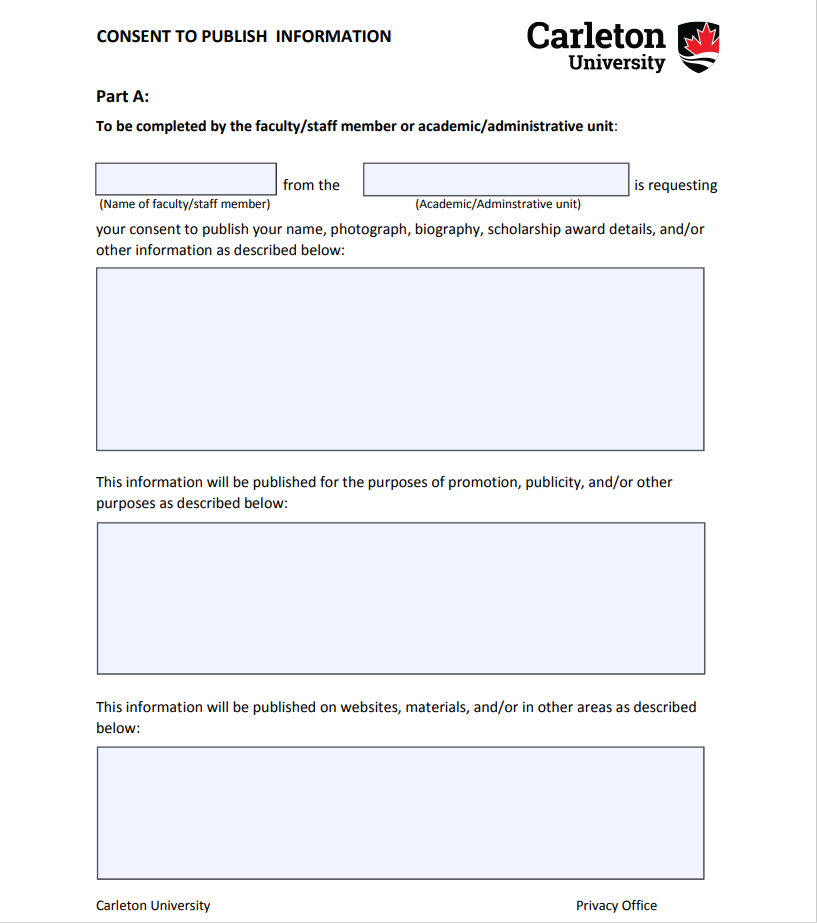 CONSENT TO PUBLISH  INFORMATION
Carleton
University
Part A:
To be completed by the faculty/staff member or academic/administrative unit:
from the
is requesting
(Name of faculty/staff member)
(Academic/Adminstrative unit)
your consent to publish your name, photograph, biography, scholarship award details, and/or
other information as described below:
This information will be published for the purposes of promotion, publicity, and/or other
purposes as described below:
This information will be published on websites, materials, and/or in other areas as described
below:
Carleton University
Privacy Office